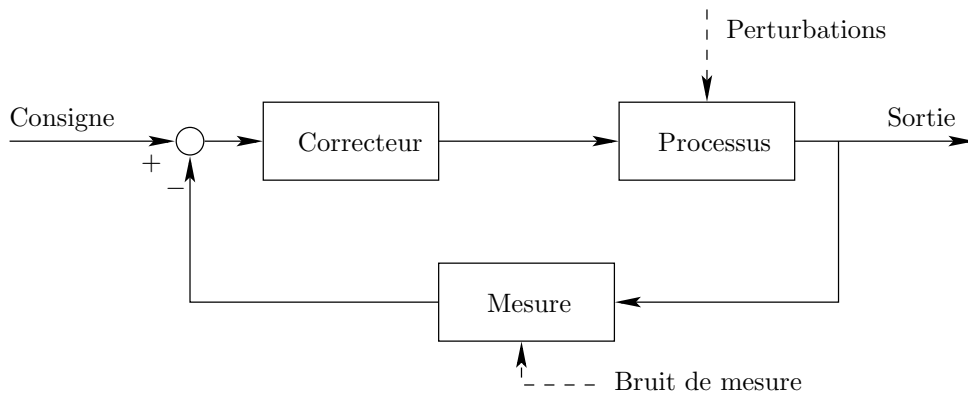 Perturbations
Consigne
Sortie
Correcteur
Processus
+
−
Mesure
Bruit de mesure